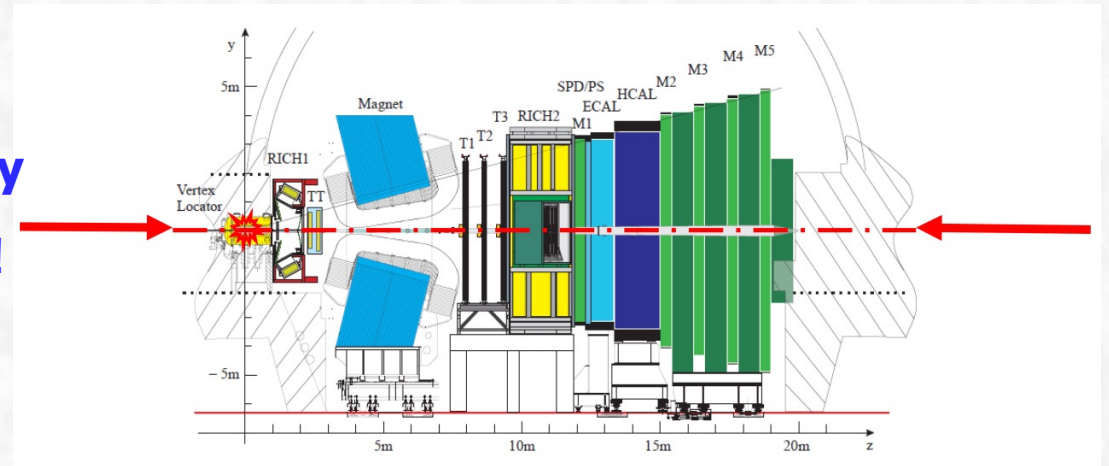 y
!
y
5m
- 5m
Vertex
Locator
RICH1
TT
Magnet
T1
T2
T3
RICH2
M1
SPD/PS
ECAL
HCAL
M2
M3
M4
M5
5m
10m
15m
20m
z